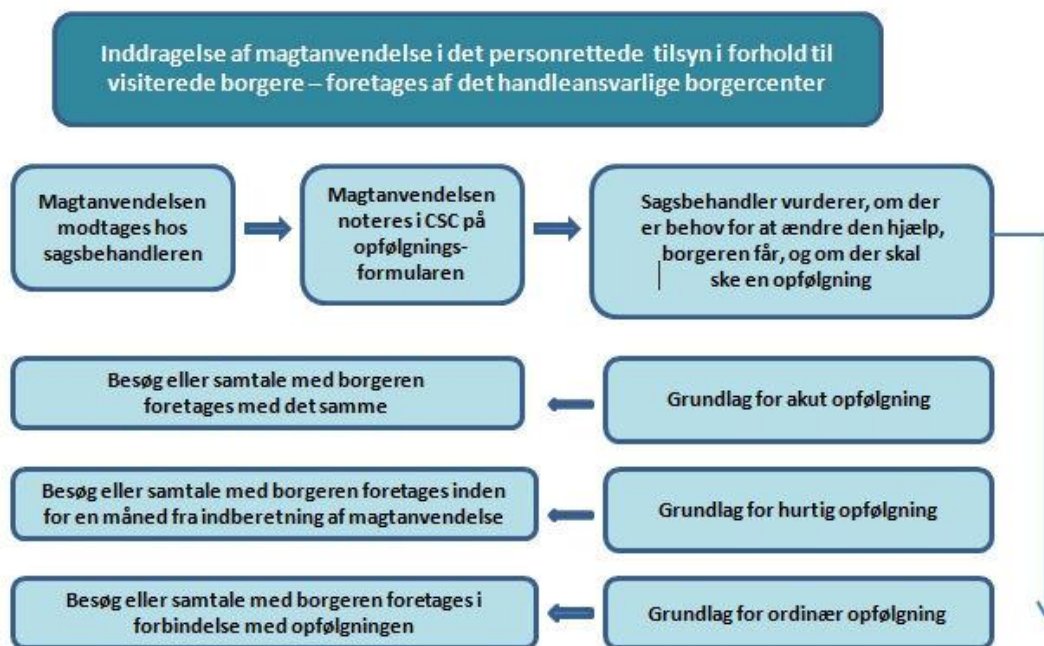 Inddragelse af magtanvendelse i det personrettede tilsyn i forhold til
visiterede borgere – foretages af det handleansvarlige borgercenter
Magtanvendelsen
modtages hos
sagsbehandleren
Magtanvendelsen
noteres i CSC på
opfølgnings-
formularen
Sagsbehandler vurderer, om der
er behov for at ændre den hjælp,
borgeren får, og om der skal
ske en opfølgning
Besøg eller samtale med borgeren
foretages med det samme
Grundlag for akut opfølgning
Besøg eller samtale med borgeren foretages inden
for en måned fra indberetning af magtanvendelse
Grundlag for hurtig opfølgning
Besøg eller samtale med borgeren foretages i
forbindelse med opfølgningen
Grundlag for ordinær opfølgning